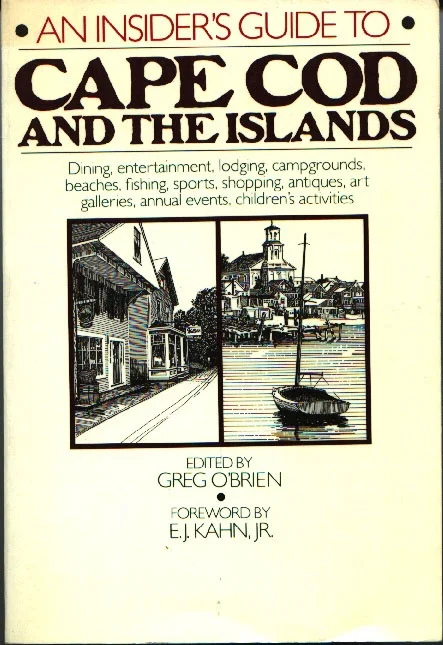 • AN INSIDER'S GUIDE TO •
CAPE COD
AND THE ISLANDS
Dining, entertainment, lodging, campgrounds,
beaches, fishing, sports, shopping, antiques, art
galleries, annual events, children's activities
EDITED BY
GREG O'BRIEN
•
FOREWORD BY
E.J. KAHN, JR.